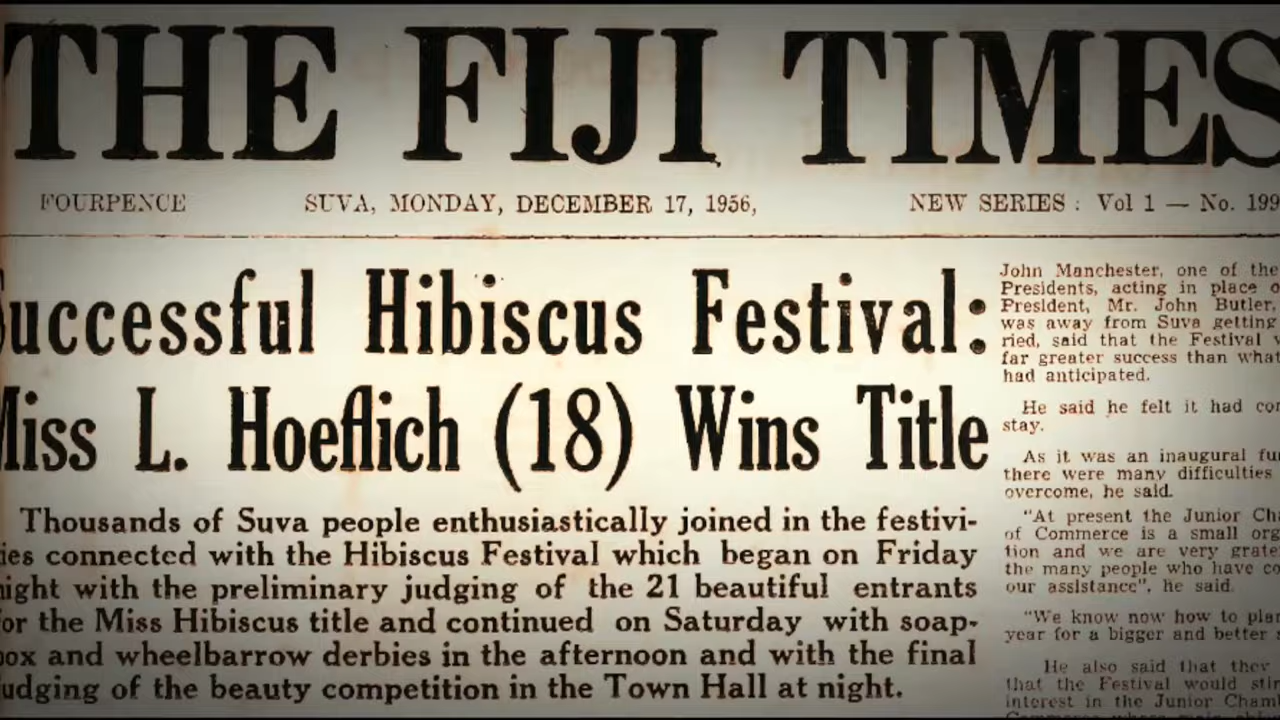 THE FIJI TIMES
FOURPENCE SUVA, MONDAY, DECEMBER 17, 1956, NEW SERIES : Vol 1 — No. 199
Successful Hibiscus Festival:
Miss L. Hoeflich (18) Wins Title
Thousands of Suva people enthusiastically joined in the festivi-
ties connected with the Hibiscus Festival which began on Friday
night with the preliminary judging of the 21 beautiful entrants
for the Miss Hibiscus title and continued on Saturday with soap-
box and wheelbarrow derbies in the afternoon and with the final
judging of the beauty competition in the Town Hall at night.
John Manchester, one of the
Presidents, acting in place
President, Mr. John Butler,
was away from Suva getting
ried, said that the Festival
far greater success than what
had anticipated.
He said he felt it had
stay.
As it was an inaugural
there were many difficulties
overcome, he said.
"At present the Junior
of Commerce is a small
tion and we are very
the many people who have
our assistance", he said.
"We know now how to
year for a bigger and better
He also said that they
that the Festival would
interest in the Junior